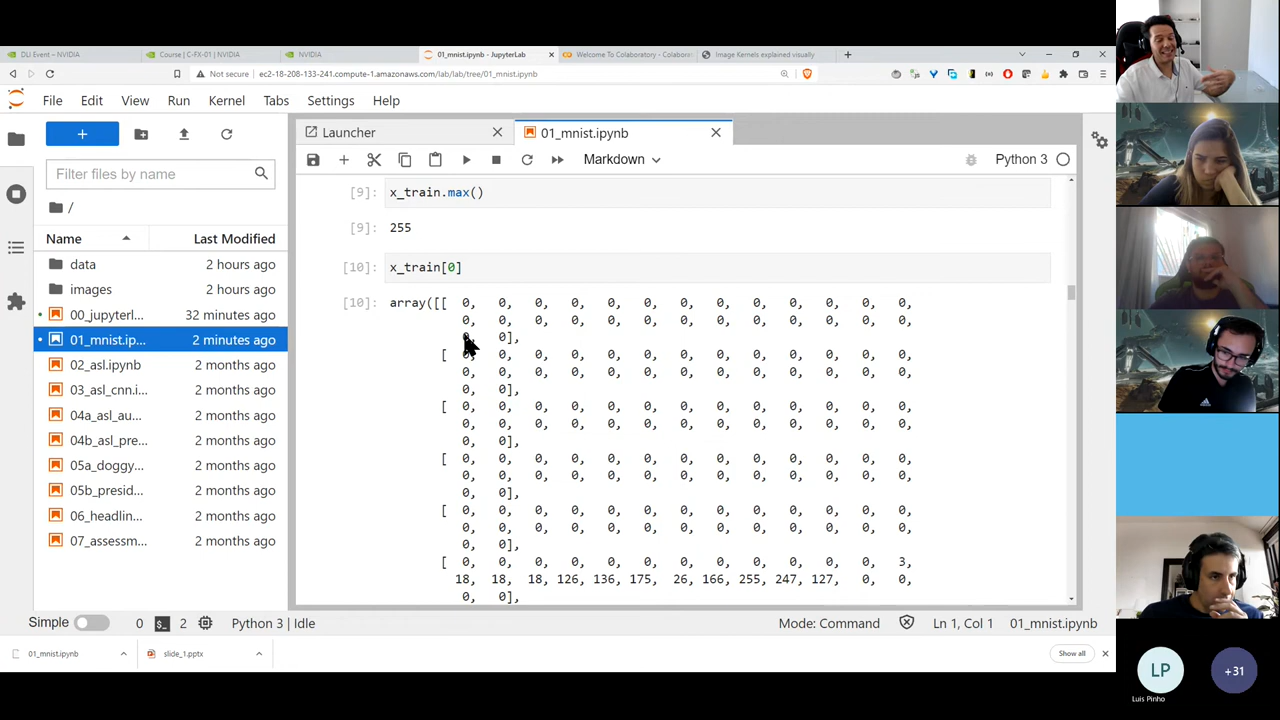 DLI Event – NVIDIA
Course | C-FX-01 | NVIDIA
NVIDIA
01_mnist.ipynb - JupyterLab
Welcome To Colaboratory - Colabora
Image Kernels explained visually
Not secure
ec2-18-208-133-241.compute-1.amazonaws.com/lab/lab/tree/01_mnist.ipynb
File Edit View Run Kernel Tabs Settings Help
Launcher
01_mnist.ipynb
Markdown
Python 3
Filter files by name
/
Name Last Modified
data 2 hours ago
images 2 hours ago
00_jupyterl... 32 minutes ago
01_mnist.ip... 2 minutes ago
02_asl.ipynb 2 months ago
03_asl_cnn.i... 2 months ago
04a_asl_au... 2 months ago
04b_asl_pre... 2 months ago
05a_doggy... 2 months ago
05b_presid... 2 months ago
06_headlin... 2 months ago
07_assessm... 2 months ago
[9]: x_train.max()
[9]: 255
[10]: x_train[0]
[10]: array([[ 0, 0, 0, 0, 0, 0, 0, 0, 0, 0, 0, 0, 0,
0, 0, 0, 0, 0, 0, 0, 0, 0, 0, 0, 0, 0,
0, 0],
[ 0, 0, 0, 0, 0, 0, 0, 0, 0, 0, 0, 0, 0,
0, 0, 0, 0, 0, 0, 0, 0, 0, 0, 0, 0, 0,
0, 0],
[ 0, 0, 0, 0, 0, 0, 0, 0, 0, 0, 0, 0, 0,
0, 0, 0, 0, 0, 0, 0, 0, 0, 0, 0, 0, 0,
0, 0],
[ 0, 0, 0, 0, 0, 0, 0, 0, 0, 0, 0, 0, 0,
0, 0, 0, 0, 0, 0, 0, 0, 0, 0, 0, 0, 0,
0, 0],
[ 0, 0, 0, 0, 0, 0, 0, 0, 0, 0, 0, 0, 0,
0, 0, 0, 0, 0, 0, 0, 0, 0, 0, 0, 0, 0,
0, 0],
[ 0, 0, 0, 0, 0, 0, 0, 0, 0, 0, 0, 0, 3,
18, 18, 18, 126, 136, 175, 26, 166, 255, 247, 127, 0, 0,
0, 0],
Simple 0 2 Python 3 | Idle
Mode: Command Ln 1, Col 1 01_mnist.ipynb
01_mnist.ipynb
slide_1.pptx
Show all
LP
Luis Pinho
+31